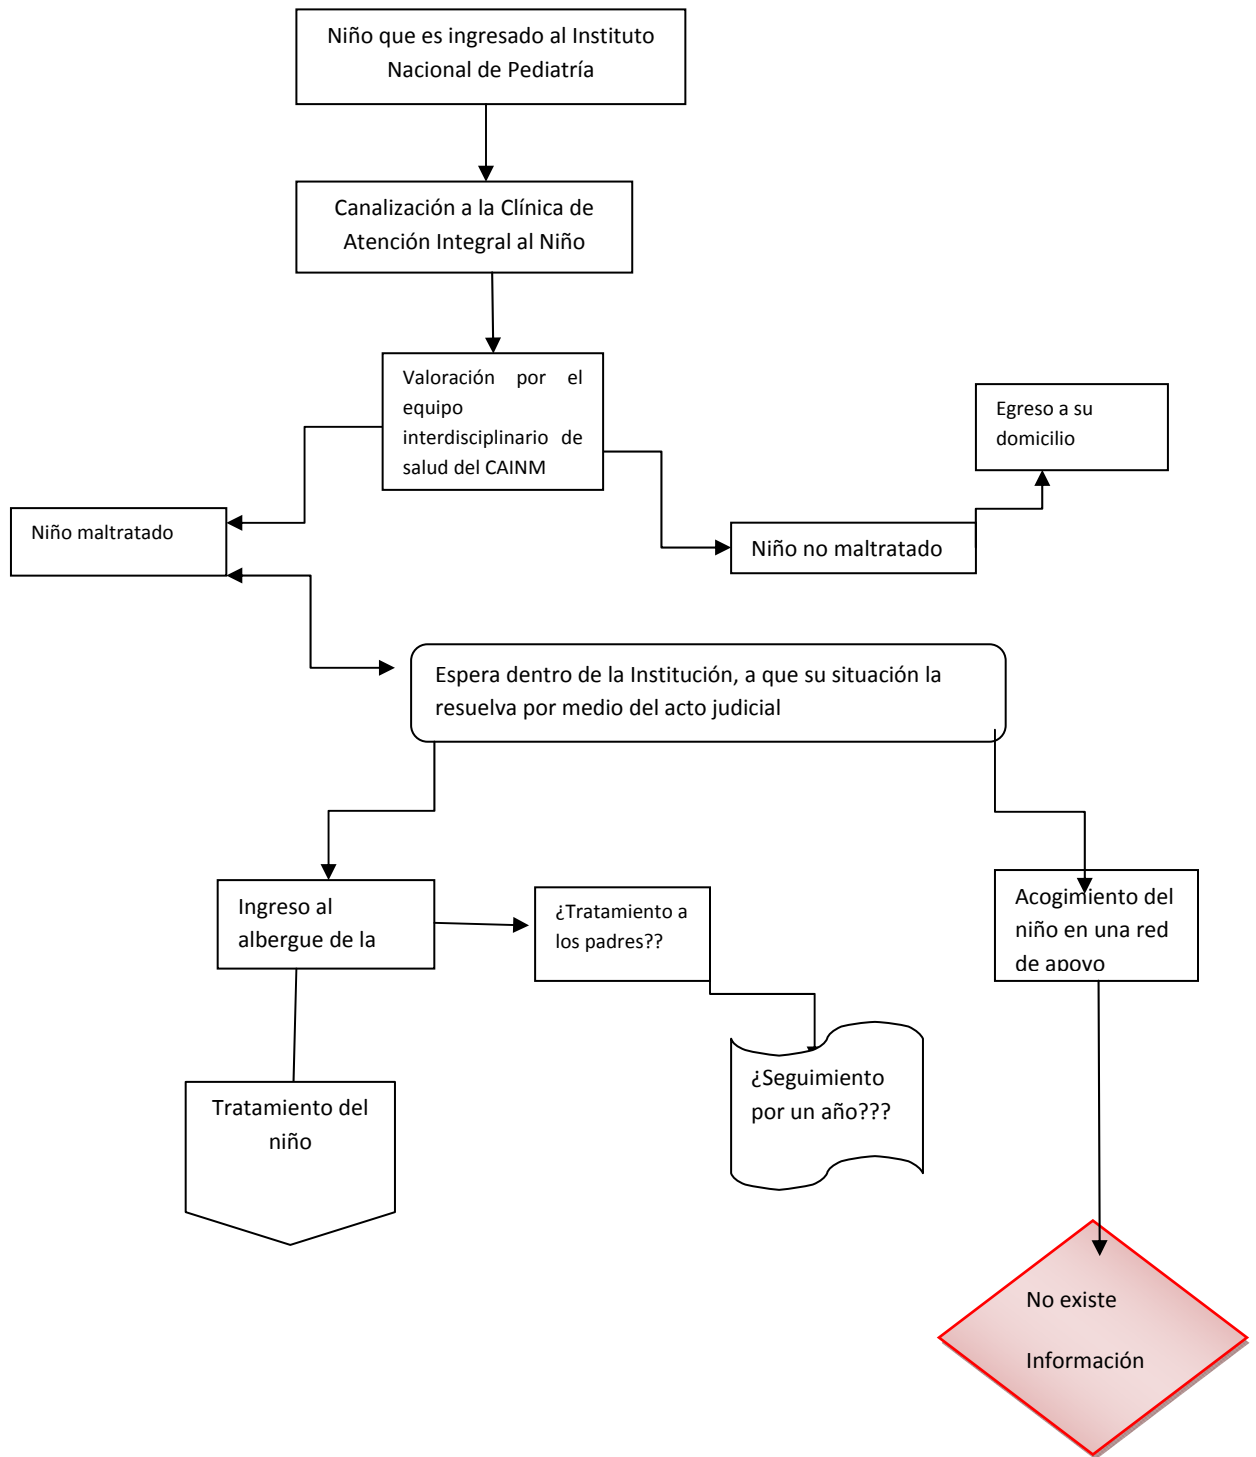 Niño que es ingresado al Instituto
Nacional de Pediatría
Canalización a la Clínica de
Atención Integral al Niño
Valoración por el
equipo
interdisciplinario de
salud del CAINM
Egreso a su
domicilio
Niño maltratado
Niño no maltratado
Espera dentro de la Institución, a que su situación la
resuelva por medio del acto judicial
Ingreso al
albergue de la
¿Tratamiento a
los padres??
Acogimiento del
niño en una red
de apoyo
¿Seguimiento
por un año???
Tratamiento del
niño
No existe
Información